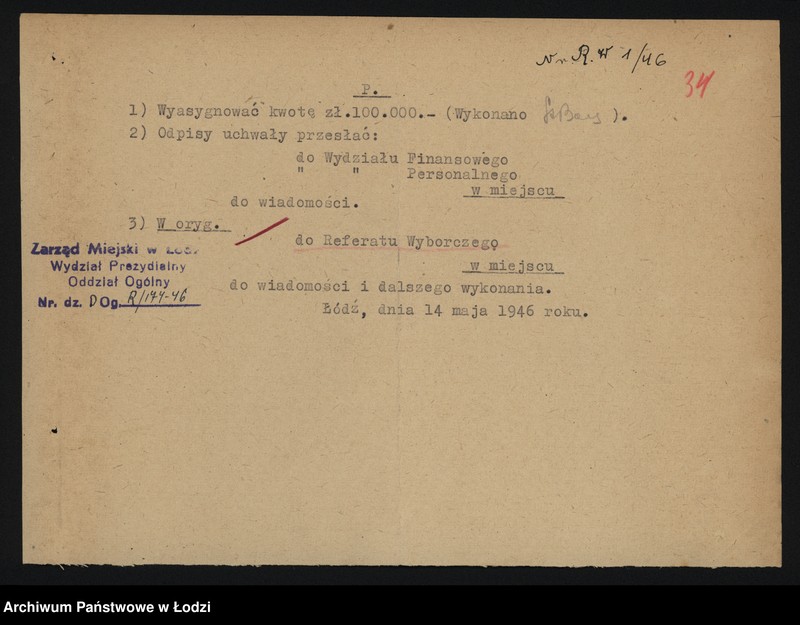 Nr R.W 1/46
34
P.
1) Wyasygnować kwotę zł.100.000.- (Wykonano ).
2) Odpisy uchwały przesłać:
do Wydziału Finansowego
" " Personalnego
w miejscu
do wiadomości.
3) W oryg.
do Referatu Wyborczego
w miejscu
do wiadomości i dalszego wykonania.
Łódź, dnia 14 maja 1946 roku.
Zarząd Miejski w Łodzi
Wydział Prezydialny
Oddział Ogólny
Nr. dz. D Og. R/144-46
Archiwum Państwowe w Łodzi